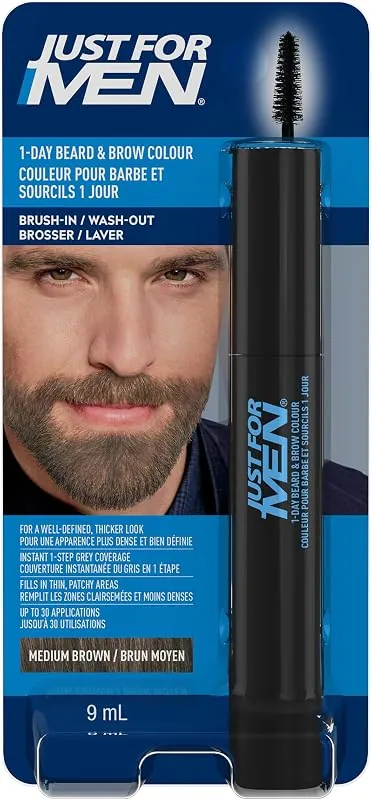 JUST FOR
MEN®
1-DAY BEARD & BROW COLOUR
COULEUR POUR BARBE ET
SOURCILS 1 JOUR
BRUSH-IN / WASH-OUT
BROSSER / LAVER
JUST FOR
MEN®
1-DAY BEARD & BROW COLOUR
COULEUR POUR BARBE ET SOURCILS 1 JOUR
FOR A WELL-DEFINED, THICKER LOOK
POUR UNE APPARENCE PLUS DENSE ET BIEN DÉFINIE
INSTANT 1-STEP GREY COVERAGE
COUVERTURE INSTANTANÉE DU GRIS EN 1 ÉTAPE
FILLS IN THIN, PATCHY AREAS
REMPLIT LES ZONES CLAIRSEMÉES ET MOINS DENSES
UP TO 30 APPLICATIONS
JUSQU'À 30 UTILISATIONS
MEDIUM BROWN / BRUN MOYEN
9 mL